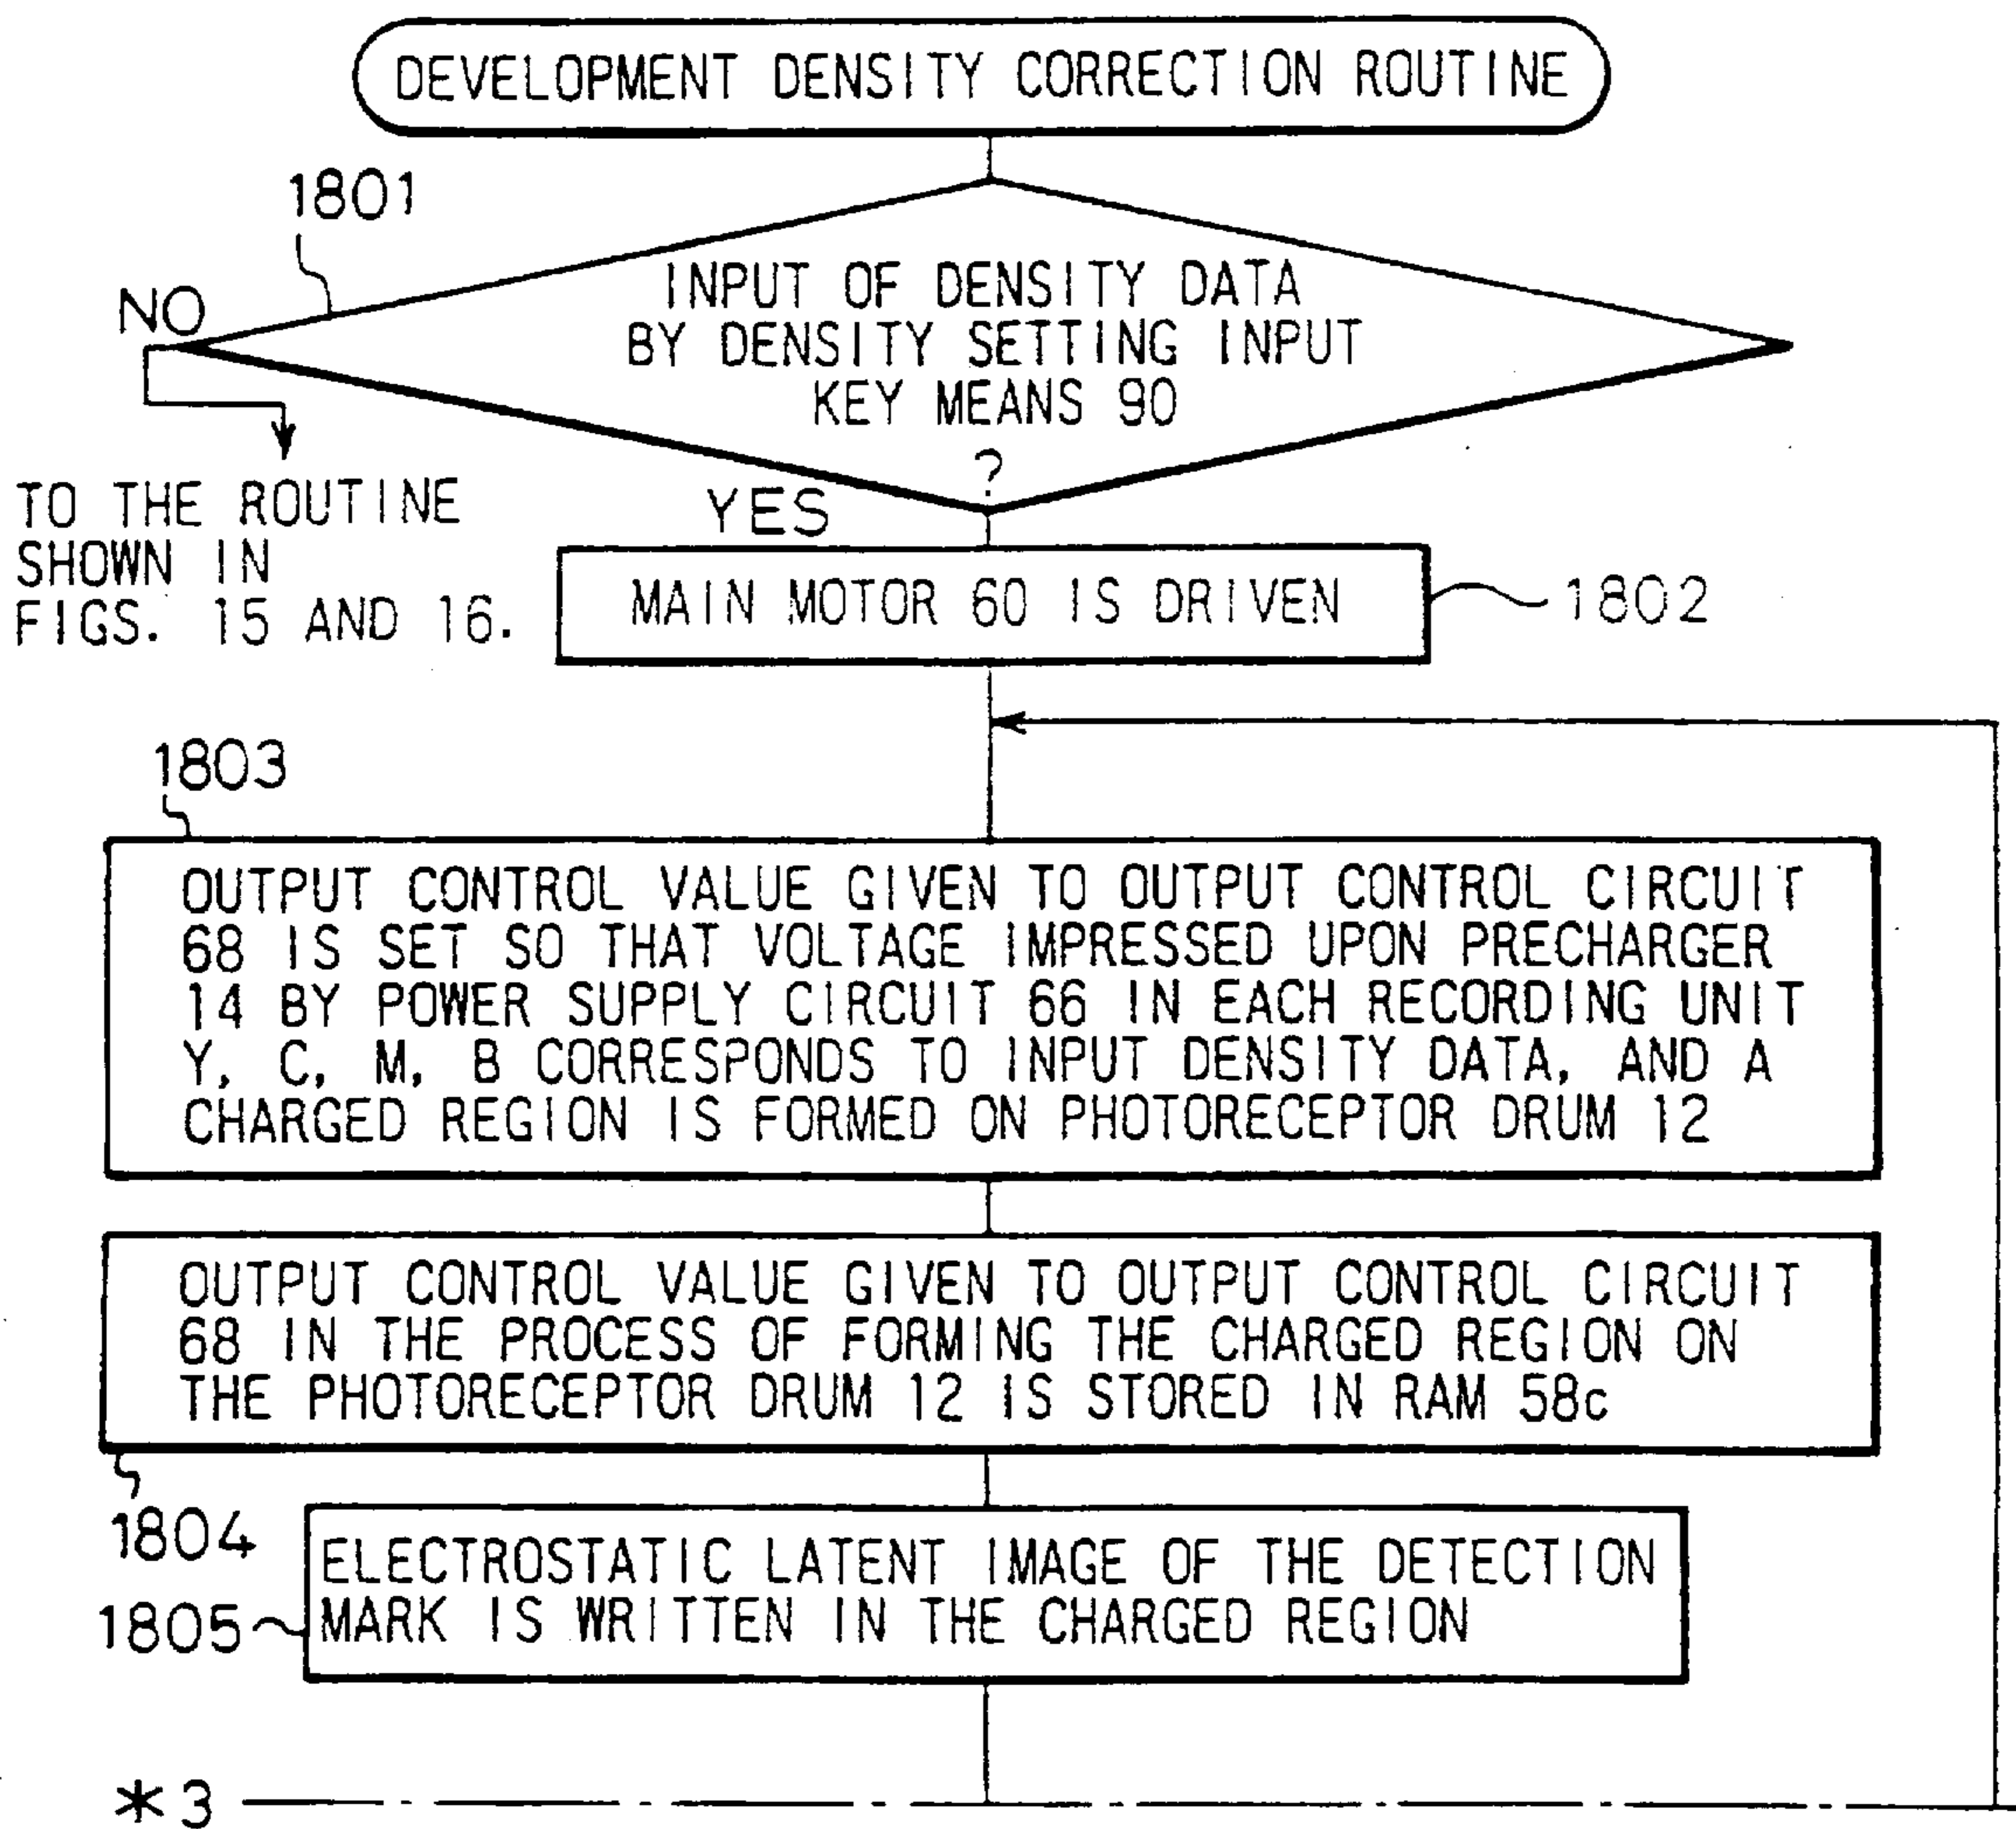 DEVELOPMENT DENSITY CORRECTION ROUTINE
1801
INPUT OF DENSITY DATA
BY DENSITY SETTING INPUT
KEY MEANS 90
?
NO
TO THE ROUTINE
SHOWN IN
FIGS. 15 AND 16.
YES
MAIN MOTOR 60 IS DRIVEN
1802
1803
OUTPUT CONTROL VALUE GIVEN TO OUTPUT CONTROL CIRCUIT
68 IS SET SO THAT VOLTAGE IMPRESSED UPON PRECHARGER
14 BY POWER SUPPLY CIRCUIT 66 IN EACH RECORDING UNIT
Y, C, M, B CORRESPONDS TO INPUT DENSITY DATA, AND A
CHARGED REGION IS FORMED ON PHOTORECEPTOR DRUM 12
OUTPUT CONTROL VALUE GIVEN TO OUTPUT CONTROL CIRCUIT
68 IN THE PROCESS OF FORMING THE CHARGED REGION ON
THE PHOTORECEPTOR DRUM 12 IS STORED IN RAM 58c
1804
ELECTROSTATIC LATENT IMAGE OF THE DETECTION
MARK IS WRITTEN IN THE CHARGED REGION
1805
*3